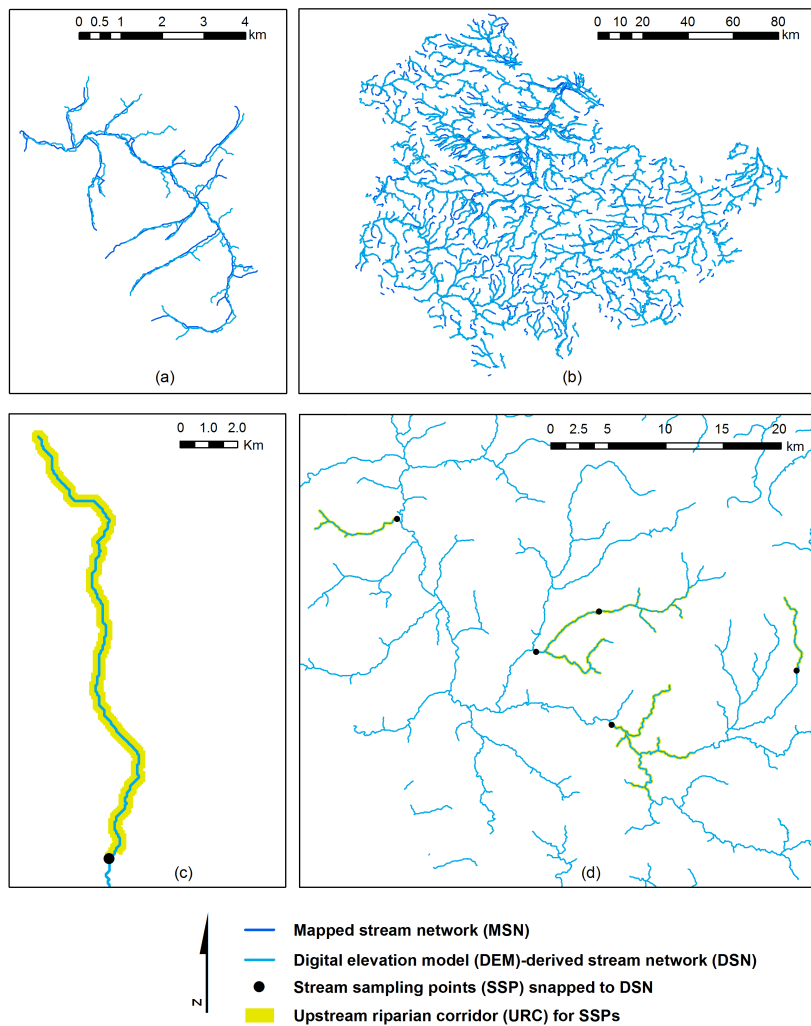 0 0.5 1 2 3 4
km
(a)
0 10 20 40 60 80
km
(b)
0 1.0 2.0
Km
(c)
0 2.5 5 10 15 20
km
(d)
N
Mapped stream network (MSN)
Digital elevation model (DEM)-derived stream network (DSN)
Stream sampling points (SSP) snapped to DSN
Upstream riparian corridor (URC) for SSPs